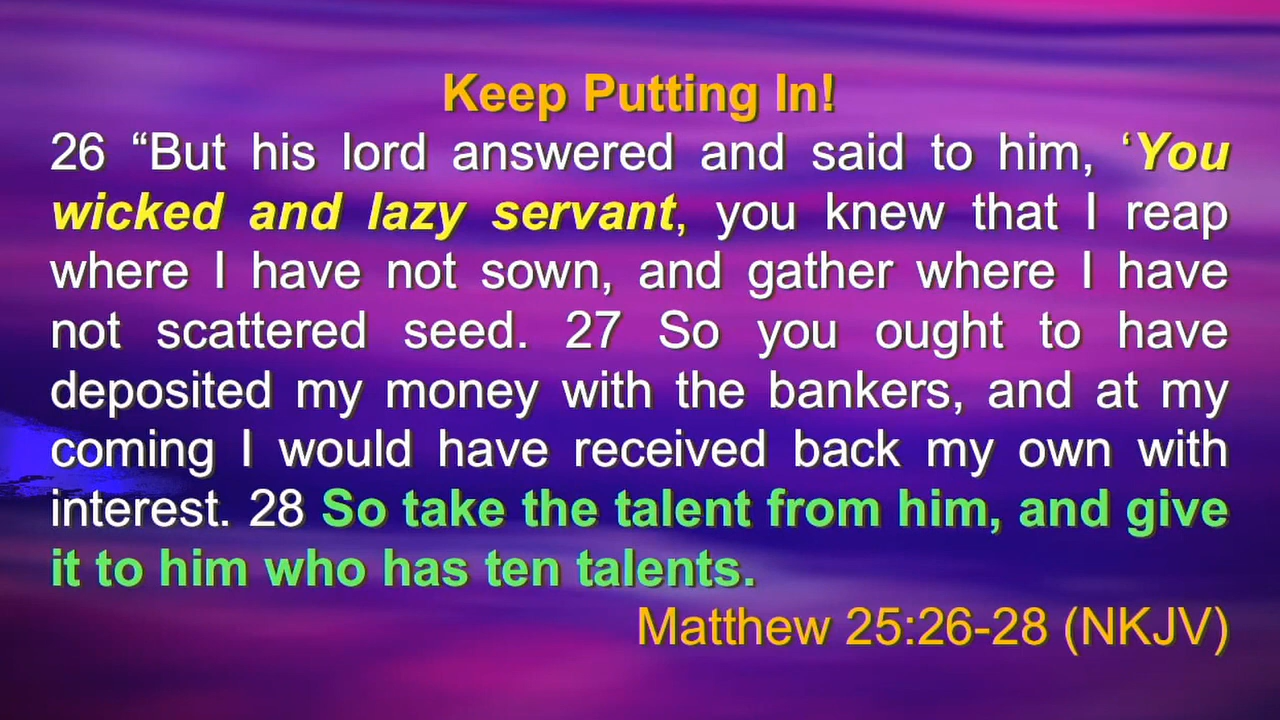 Keep Putting In!
26 “But his lord answered and said to him, ‘You
wicked and lazy servant, you knew that I reap
where I have not sown, and gather where I have
not scattered seed. 27 So you ought to have
deposited my money with the bankers, and at my
coming I would have received back my own with
interest. 28 So take the talent from him, and give
it to him who has ten talents.
Matthew 25:26-28 (NKJV)